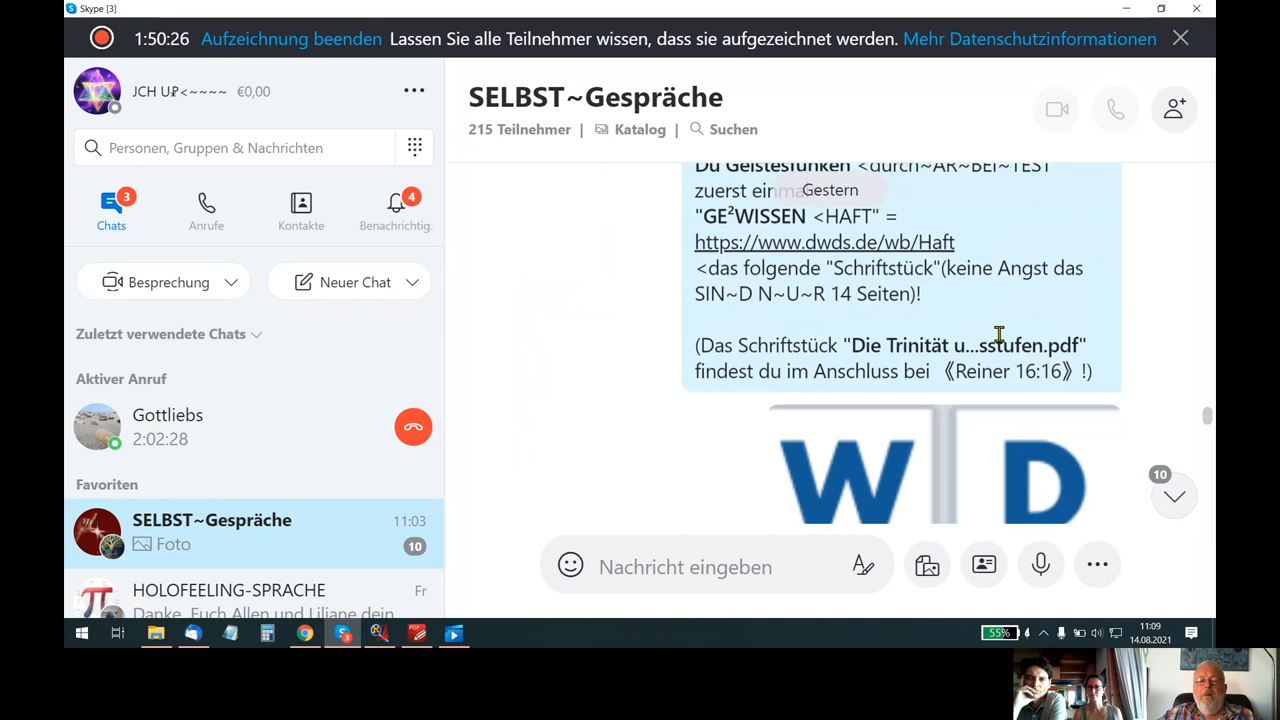 Skype [3]
1:50:26 Aufzeichnung beenden Lassen Sie alle Teilnehmer wissen, dass sie aufgezeichnet werden. Mehr Datenschutzinformationen
JCH U₽<~~~~ €0,00
Personen, Gruppen & Nachrichten
3
4
Chats Anrufe Kontakte Benachrichtig.
Besprechung Neuer Chat
Zuletzt verwendete Chats
Aktiver Anruf
Gottliebs
2:02:28
Favoriten
SELBST~Gespräche 11:03
Foto 10
HOLOFEELING-SPRACHE Fr
Danke, Euch Allen und Liliane dein
SELBST~Gespräche
215 Teilnehmer | Katalog | Suchen
Du Geistesfunken <durch~AR~BEI~TEST
zuerst einma
Gestern
"GE²WISSEN <HAFT" =
https://www.dwds.de/wb/Haft
<das folgende "Schriftstück"(keine Angst das
SIN~D N~U~R 14 Seiten)!
(Das Schriftstück "Die Trinität u...sstufen.pdf"
findest du im Anschluss bei 《Reiner 16:16》 !)
W D
10
Nachricht eingeben
3
55%
11:09
14.08.2021